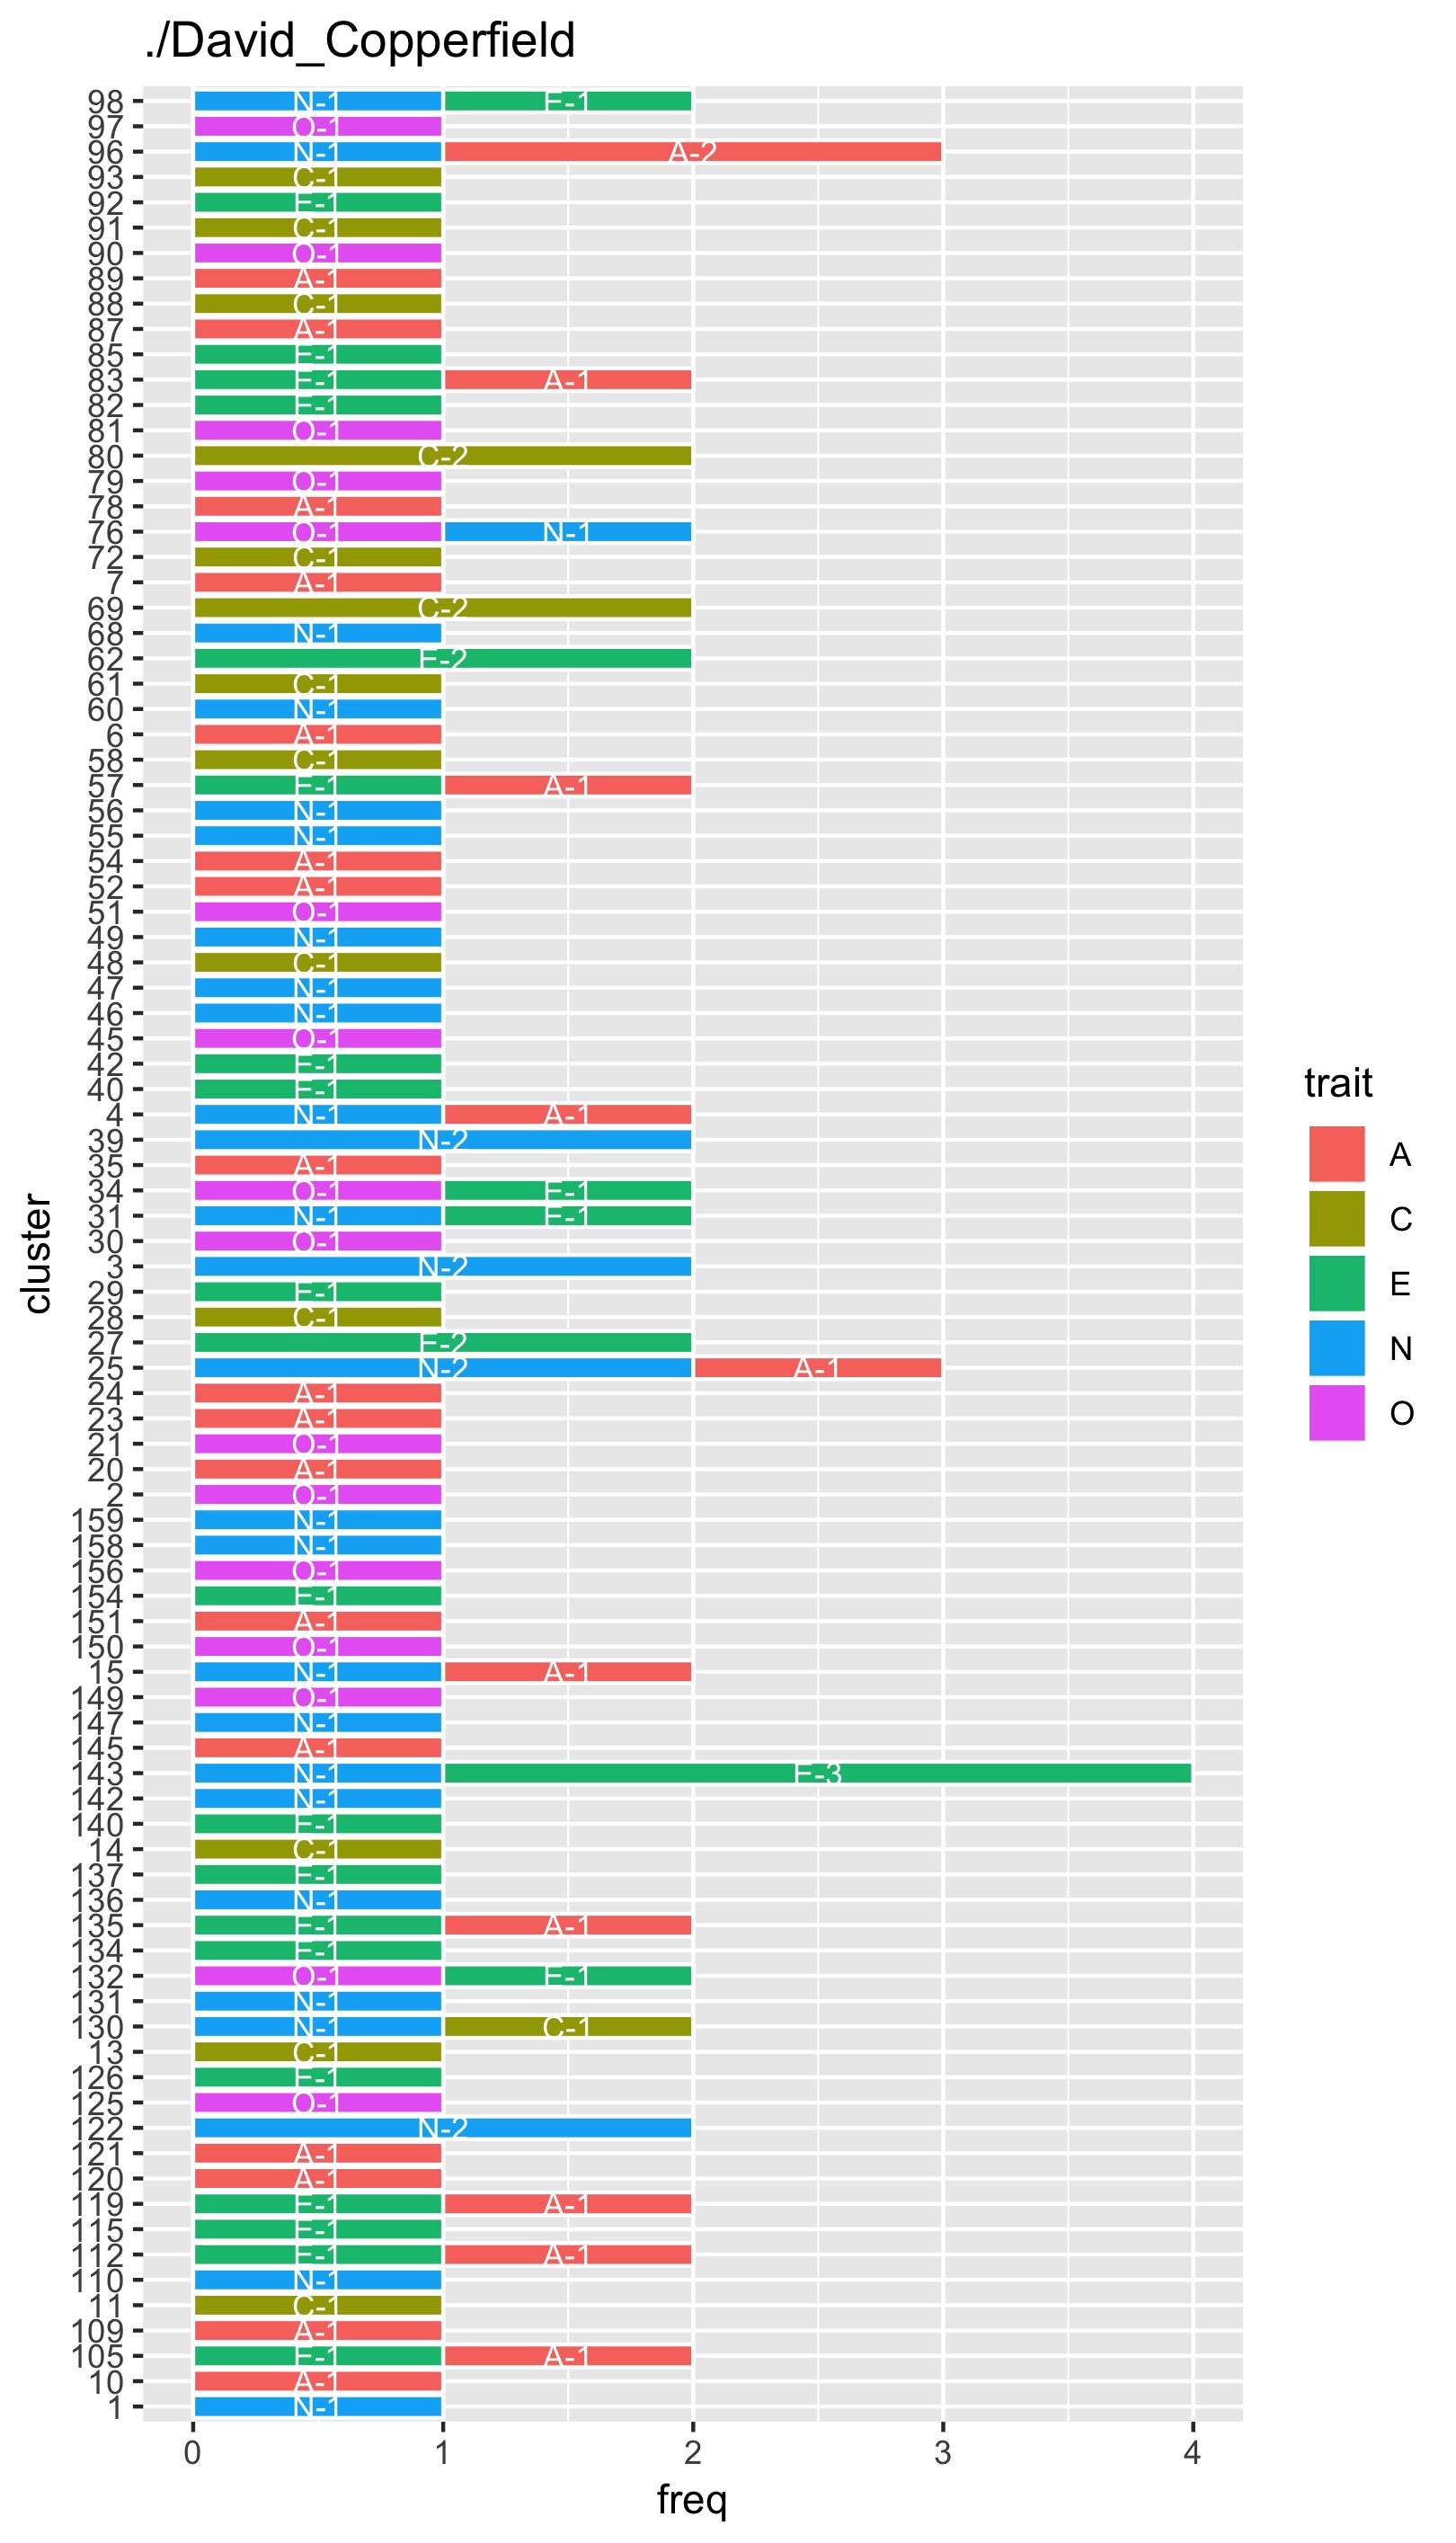 ./David_Copperfield
98 N-1 E-1
97 O-1
96 N-1 A-2
93 C-1
92 E-1
91 C-1
90 O-1
89 A-1
88 C-1
87 A-1
85 E-1
83 E-1 A-1
82 E-1
81 O-1
80 C-2
79 O-1
78 A-1
76 O-1 N-1
72 C-1
7 A-1
69 C-2
68 N-1
62 E-2
61 C-1
60 N-1
6 A-1
58 C-1
57 E-1 A-1
56 N-1
55 N-1
54 A-1
52 A-1
51 O-1
49 N-1
48 C-1
47 N-1
46 N-1
45 O-1
42 E-1
40 E-1
4 N-1 A-1
39 N-2
35 A-1
34 O-1 E-1
31 N-1 E-1
30 O-1
3 N-2
29 E-1
28 C-1
27 E-2
25 N-2 A-1
24 A-1
23 A-1
21 O-1
20 A-1
2 O-1
159 N-1
158 N-1
156 O-1
154 E-1
151 A-1
150 O-1
15 N-1 A-1
149 O-1
147 N-1
145 A-1
143 N-1 E-3
142 N-1
140 E-1
14 C-1
137 E-1
136 N-1
135 E-1 A-1
134 E-1
132 O-1 E-1
131 N-1
130 N-1 C-1
13 C-1
126 E-1
125 O-1
122 N-2
121 A-1
120 A-1
119 E-1 A-1
115 E-1
112 E-1 A-1
110 N-1
11 C-1
109 A-1
105 E-1 A-1
10 A-1
1 N-1
0 1 2 3 4
freq
cluster
trait
A
C
E
N
O